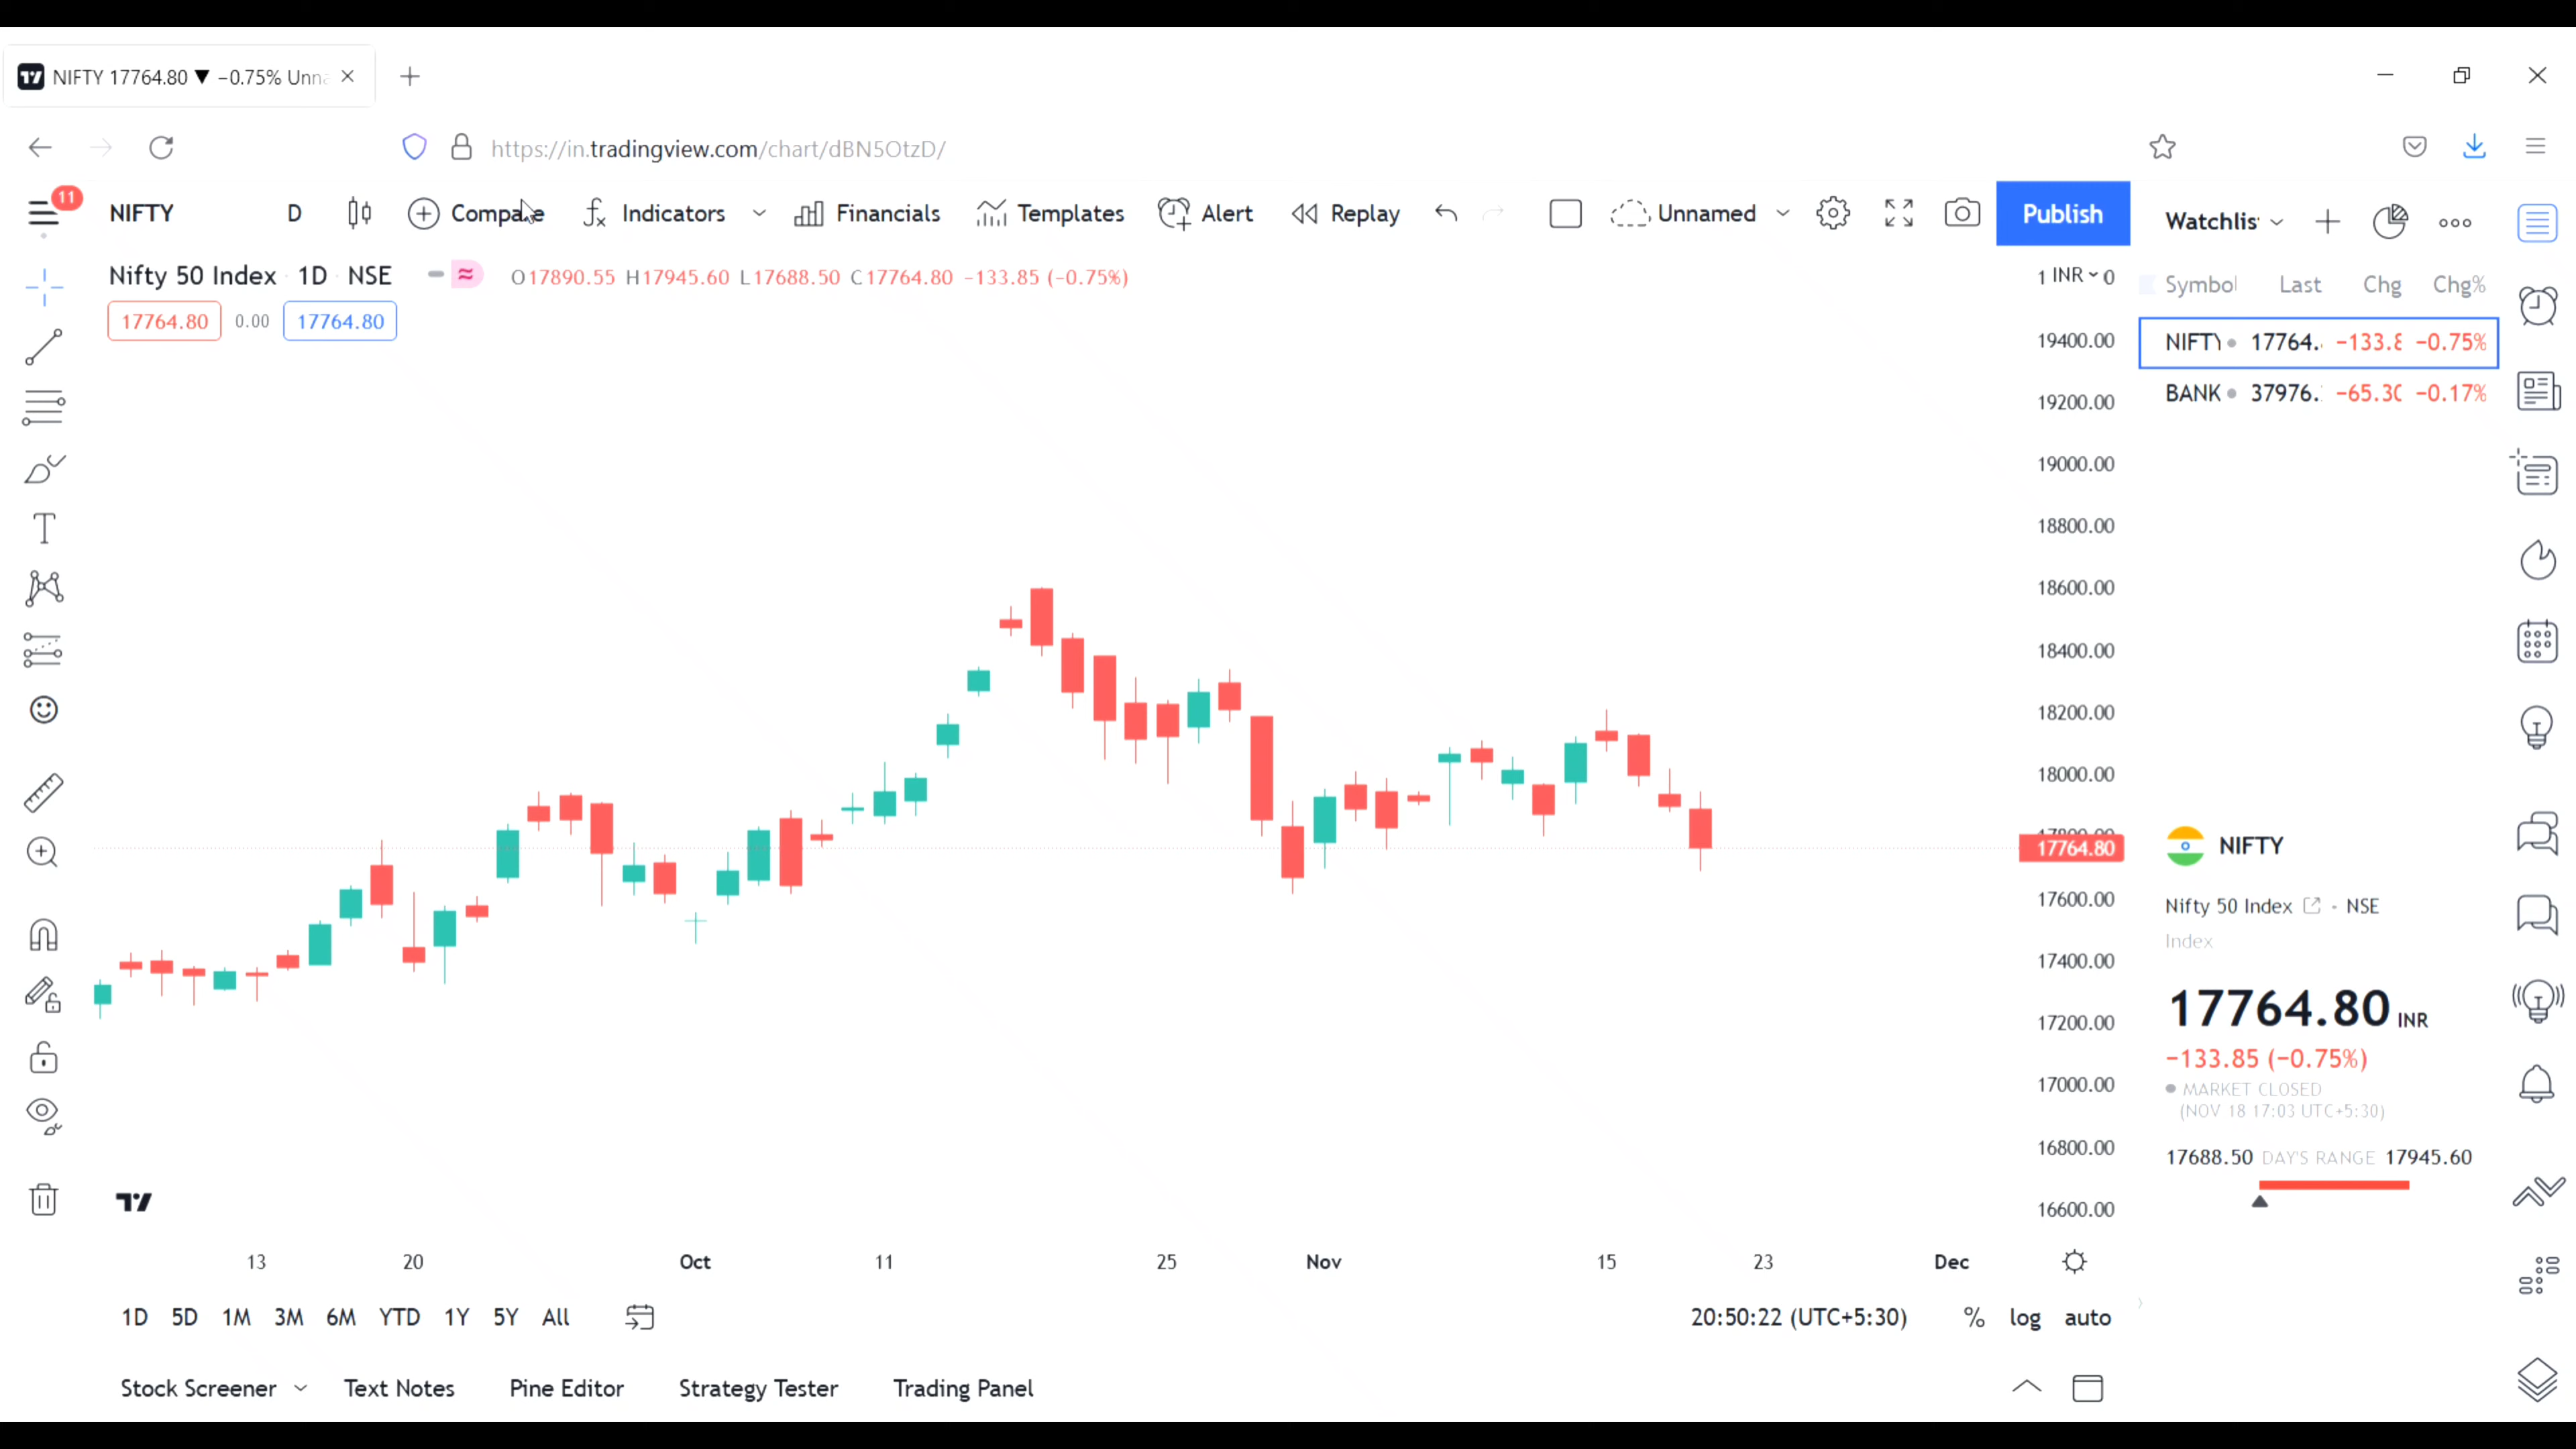 NIFTY 17764.80 ▼ −0.75% Unna
https://in.tradingview.com/chart/dBN5OtzD/
11 NIFTY D Compare Indicators Financials Templates Alert Replay Unnamed Publish
Watchlist
Nifty 50 Index · 1D · NSE O17890.55 H17945.60 L17688.50 C17764.80 −133.85 (−0.75%)
INR
Symbol Last Chg Chg%
17764.80 0.00 17764.80
NIFTY 17764. −133.8 −0.75%
BANK 37976. −65.30 −0.17%
19400.00
19200.00
19000.00
18800.00
18600.00
18400.00
18200.00
18000.00
17800.00
17764.80
17600.00
17400.00
17200.00
17000.00
16800.00
16600.00
NIFTY
Nifty 50 Index - NSE
Index
17764.80 INR
−133.85 (−0.75%)
MARKET CLOSED
(NOV 18 17:03 UTC+5:30)
17688.50 DAY'S RANGE 17945.60
13 20 Oct 11 25 Nov 15 23 Dec
1D 5D 1M 3M 6M YTD 1Y 5Y All
20:50:22 (UTC+5:30) % log auto
Stock Screener Text Notes Pine Editor Strategy Tester Trading Panel